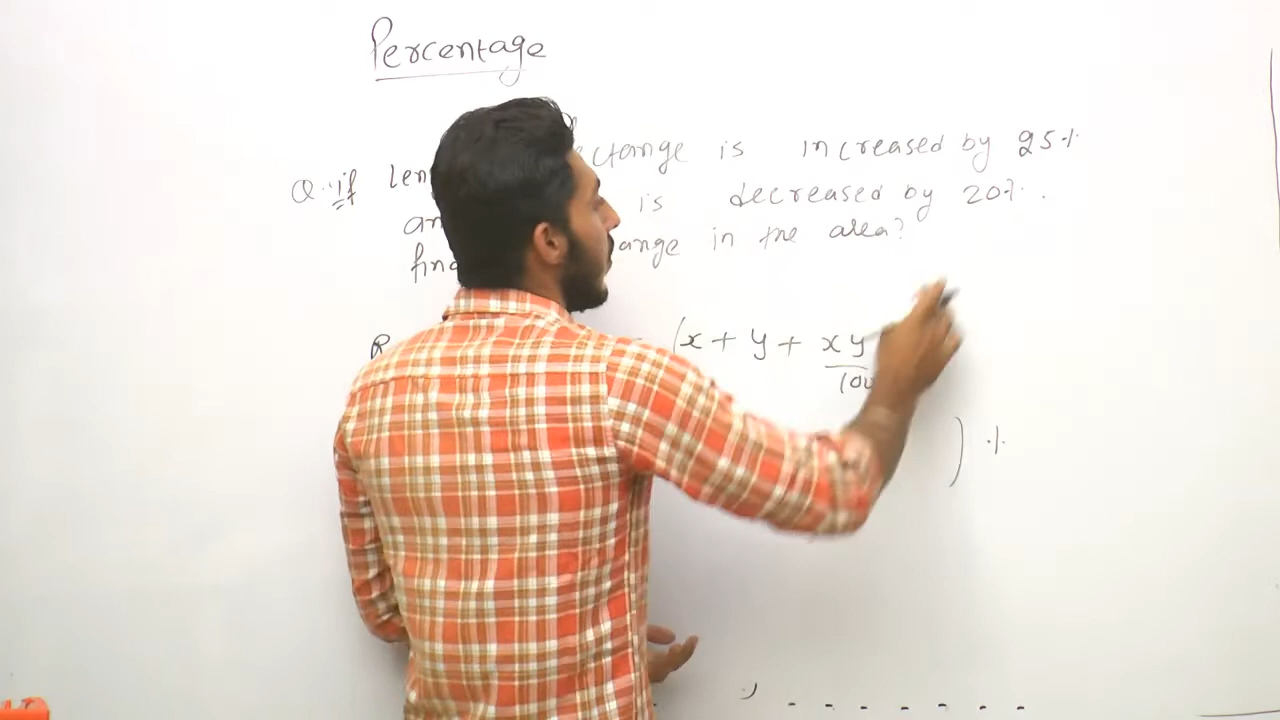 Percentage
Q. if len ectange is increased by 25%
an is decreased by 20%.
find ange in the area?
(x + y + xy
100
) %